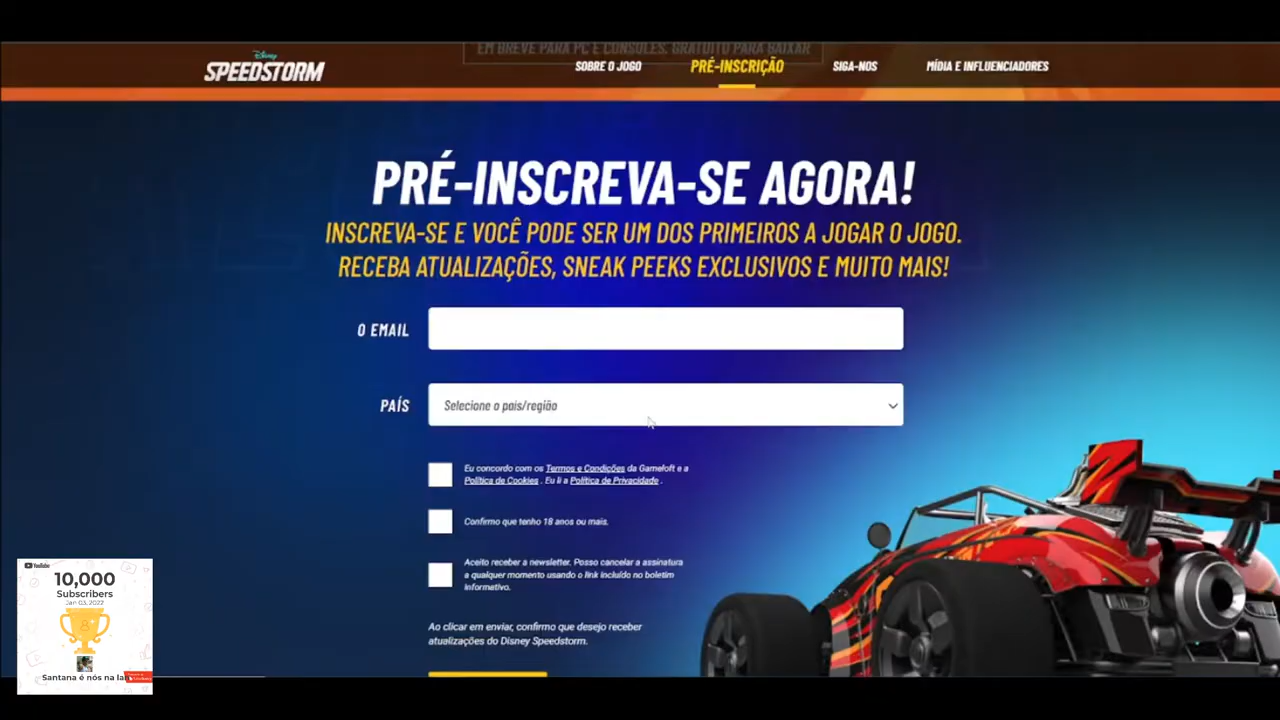 EM BREVE PARA PC E CONSOLES. GRATUITO PARA BAIXAR
Disney
SPEEDSTORM
SOBRE O JOGO
PRÉ-INSCRIÇÃO
SIGA-NOS
MÍDIA E INFLUENCIADORES
PRÉ-INSCREVA-SE AGORA!
INSCREVA-SE E VOCÊ PODE SER UM DOS PRIMEIROS A JOGAR O JOGO.
RECEBA ATUALIZAÇÕES, SNEAK PEEKS EXCLUSIVOS E MUITO MAIS!
O EMAIL
PAÍS
Selecione o país/região
Eu concordo com os Termos e Condições da Gameloft e a
Política de Cookies . Eu li a Política de Privacidade .
Confirmo que tenho 18 anos ou mais.
Aceito receber a newsletter. Posso cancelar a assinatura
a qualquer momento usando o link incluído no boletim
informativo.
Ao clicar em enviar, confirmo que desejo receber
atualizações do Disney Speedstorm.
YouTube
10,000
Subscribers
Jan 03, 2022
Santana é nós na la